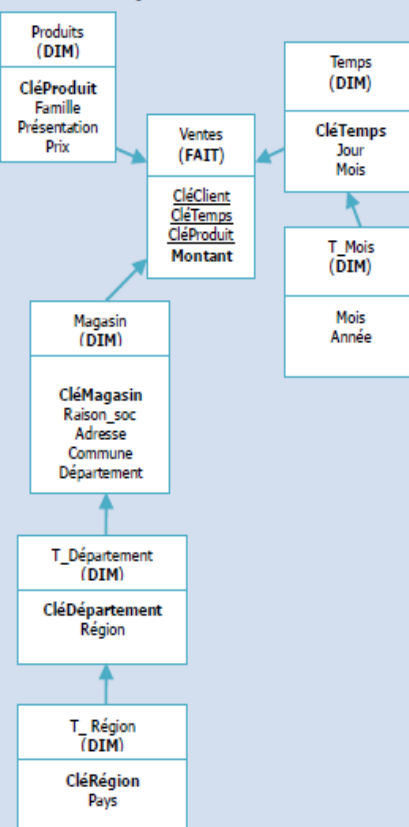 Produits
(DIM)
CléProduit
Famille
Présentation
Prix
Temps
(DIM)
CléTemps
Jour
Mois
Ventes
(FAIT)
CléClient
CléTemps
CléProduit
Montant
T_Mois
(DIM)
Mois
Année
Magasin
(DIM)
CléMagasin
Raison_soc
Adresse
Commune
Département
T_Département
(DIM)
CléDépartement
Région
T_ Région
(DIM)
CléRégion
Pays